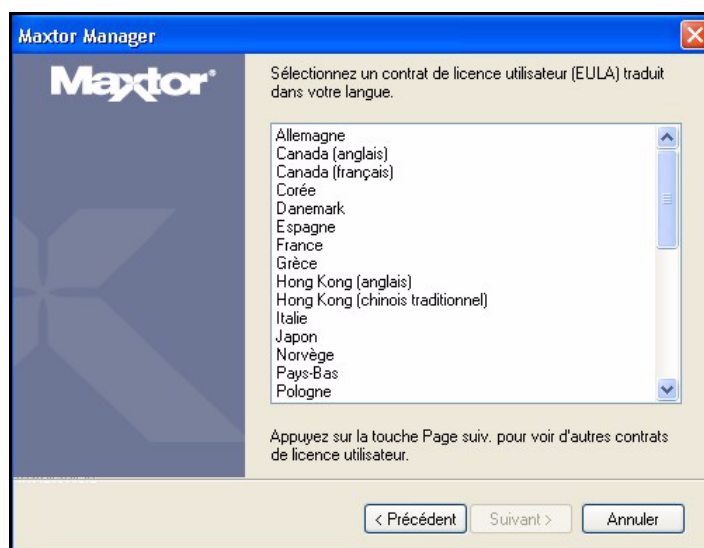 Maxtor Manager
Maxtor
Sélectionnez un contrat de licence utilisateur (EULA) traduit
dans votre langue.
Allemagne
Canada (anglais)
Canada (français)
Corée
Danemark
Espagne
France
Grèce
Hong Kong (anglais)
Hong Kong (chinois traditionnel)
Italie
Japon
Norvège
Pays-Bas
Pologne
Appuyez sur la touche Page suiv. pour voir d'autres contrats
de licence utilisateur.
< Précédent
Suivant >
Annuler